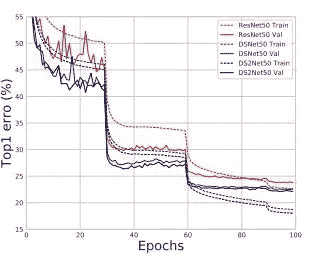 ResNet50 Train
ResNet50 Val
DSNet50 Train
DSNet50 Val
DS2Net50 Train
DS2Net50 Val
Top1 erro (%)
55
50
45
40
35
30
25
20
15
0
20
40
60
80
100
Epochs